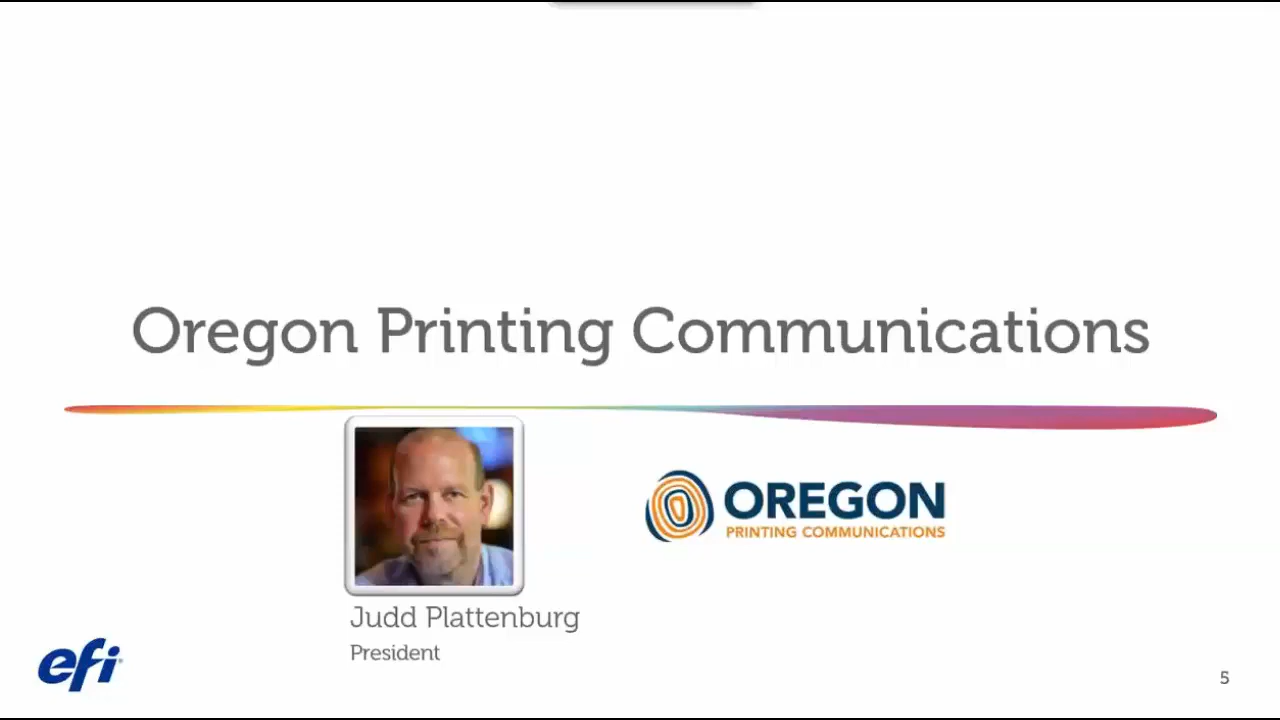 Oregon Printing Communications
OREGON
PRINTING COMMUNICATIONS
Judd Plattenburg
President
efi
5